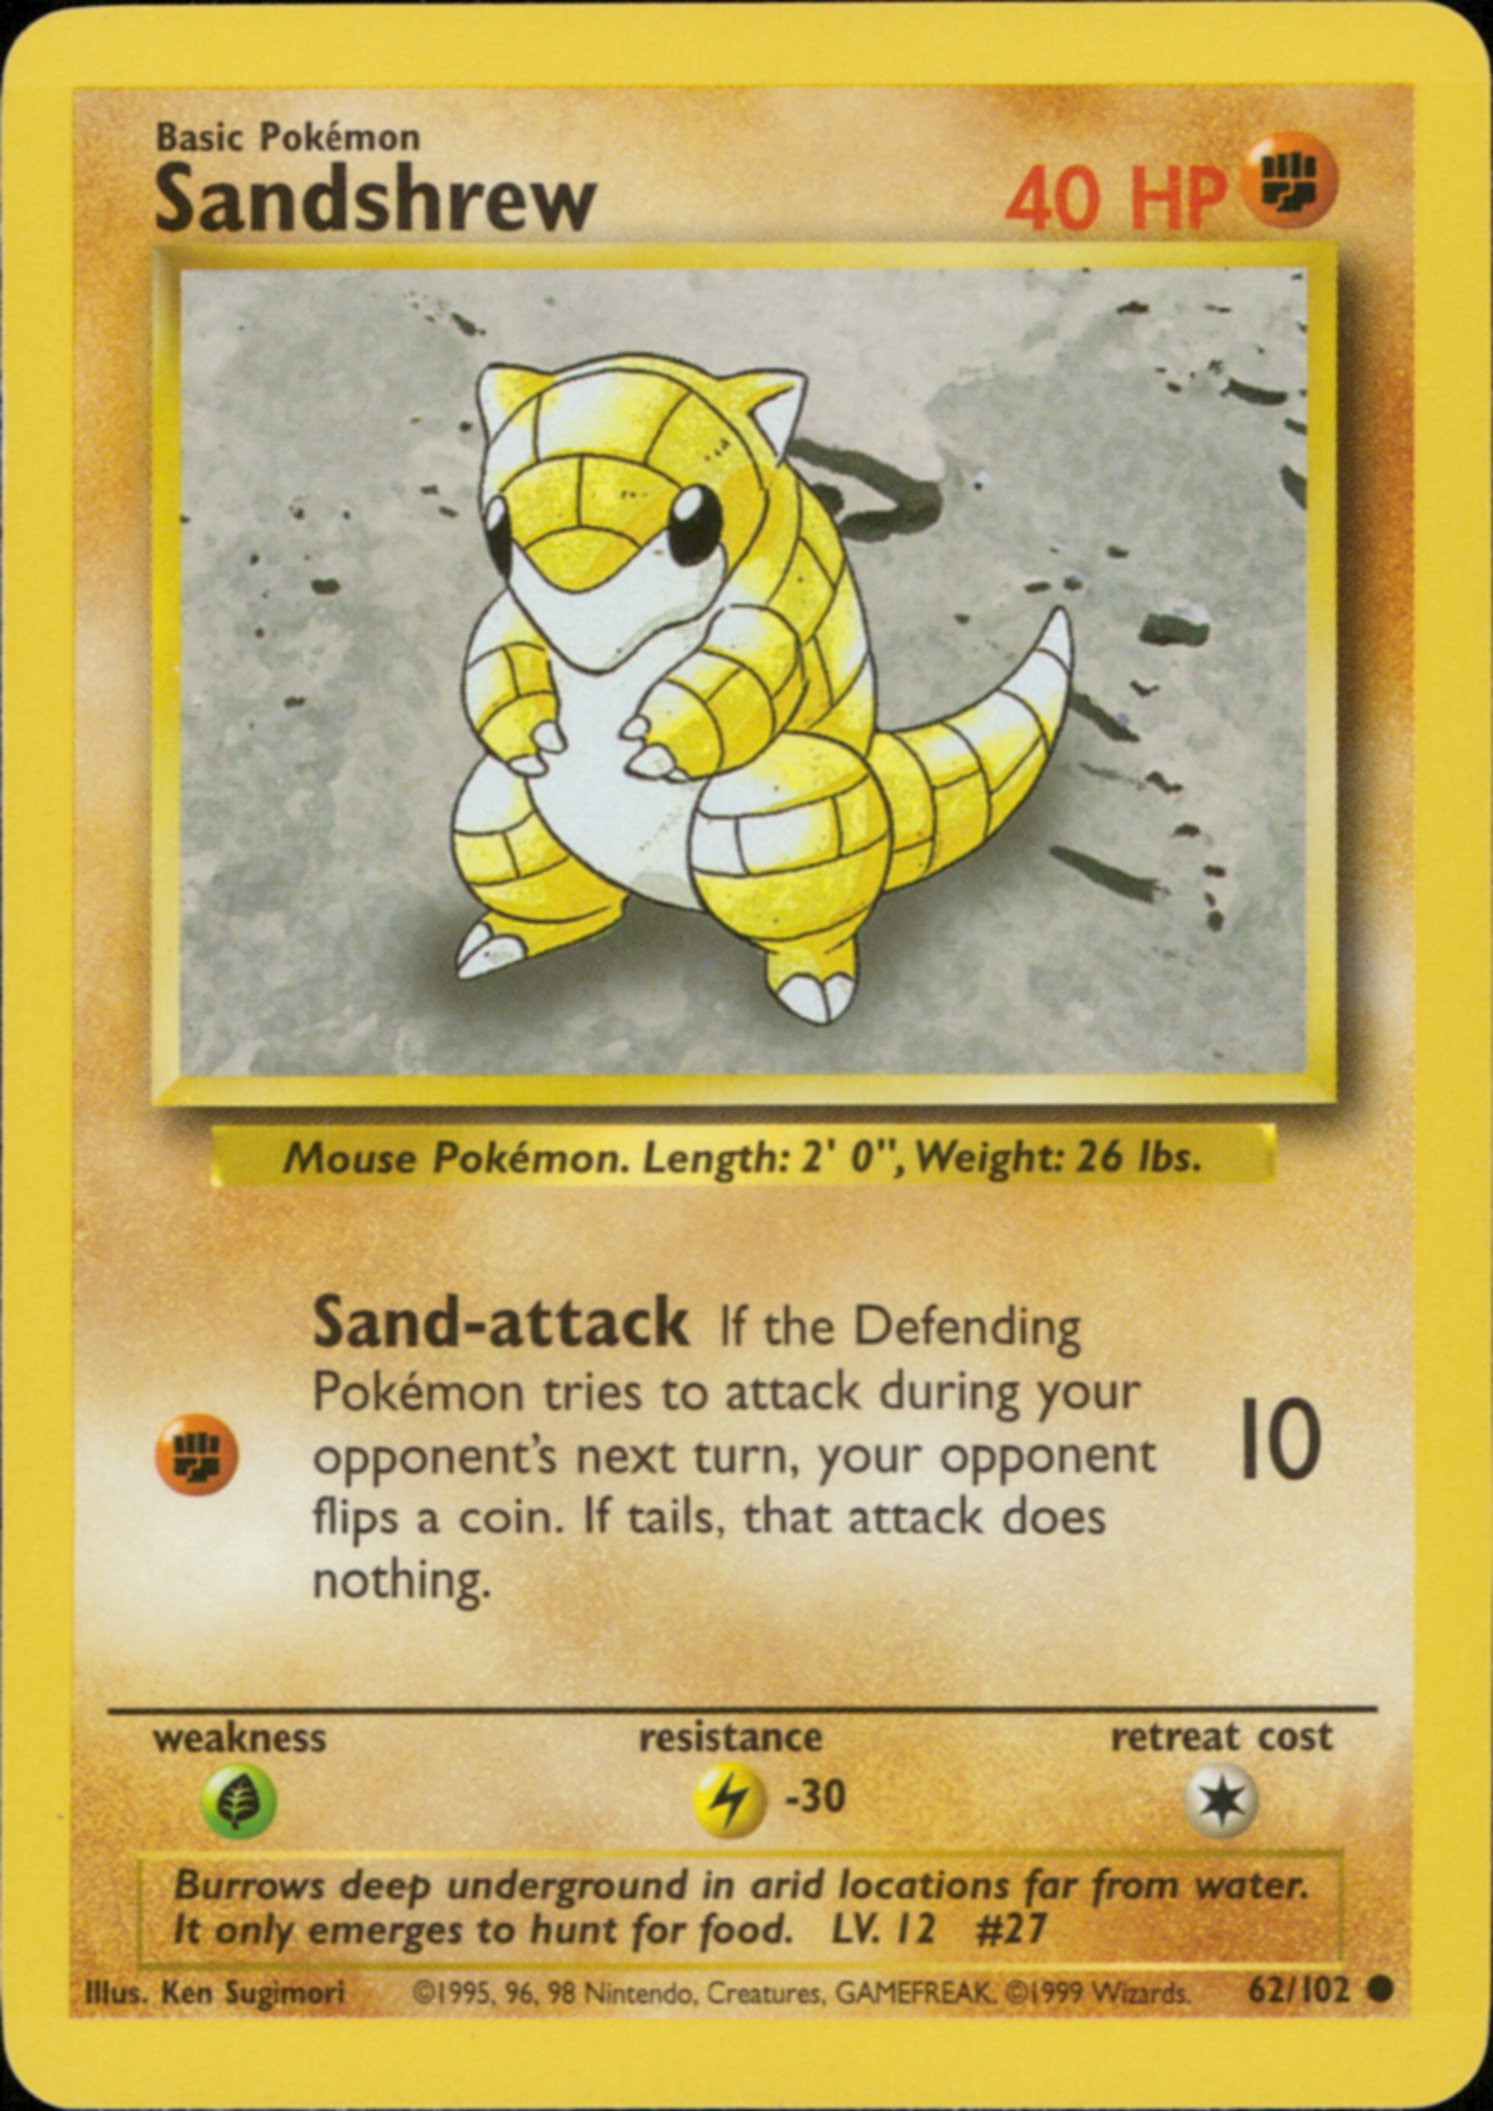 Basic Pokémon
Sandshrew
40 HP
Mouse Pokémon. Length: 2' 0", Weight: 26 lbs.
Sand-attack If the Defending
Pokémon tries to attack during your
opponent's next turn, your opponent
flips a coin. If tails, that attack does
nothing.
10
weakness
resistance
retreat cost
-30
Burrows deep underground in arid locations far from water.
It only emerges to hunt for food. LV. 12 #27
Illus. Ken Sugimori ©1995, 96, 98 Nintendo, Creatures, GAMEFREAK. ©1999 Wizards. 62/102